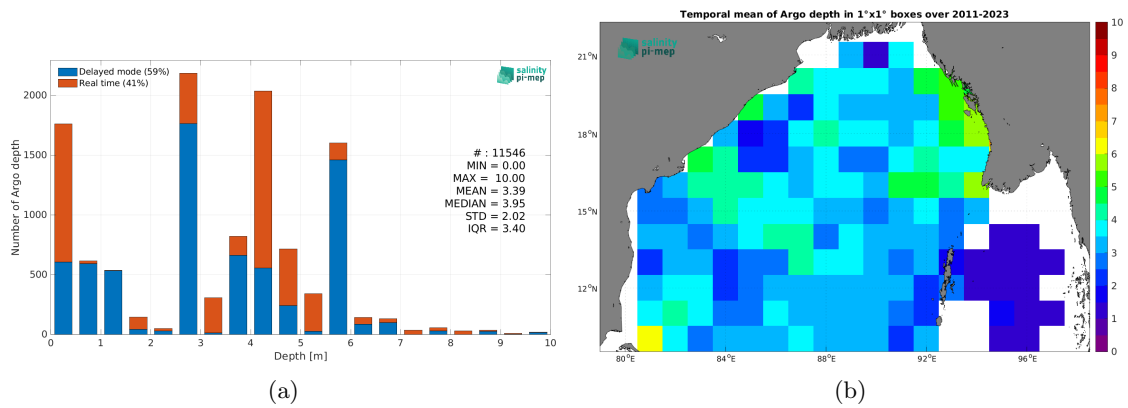 Delayed mode (59%)
Real time (41%)
salinity
pi-mep
# : 11546
MIN = 0.00
MAX = 10.00
MEAN = 3.39
MEDIAN = 3.95
STD = 2.02
IQR = 3.40
Number of Argo depth
2000
1500
1000
500
0
0 1 2 3 4 5 6 7 8 9 10
Depth [m]
(a)
Temporal mean of Argo depth in 1°x1° boxes over 2011-2023
salinity
pi-mep
21°N
18°N
15°N
12°N
80°E 84°E 88°E 92°E 96°E
10
9
8
7
6
5
4
3
2
1
0
(b)